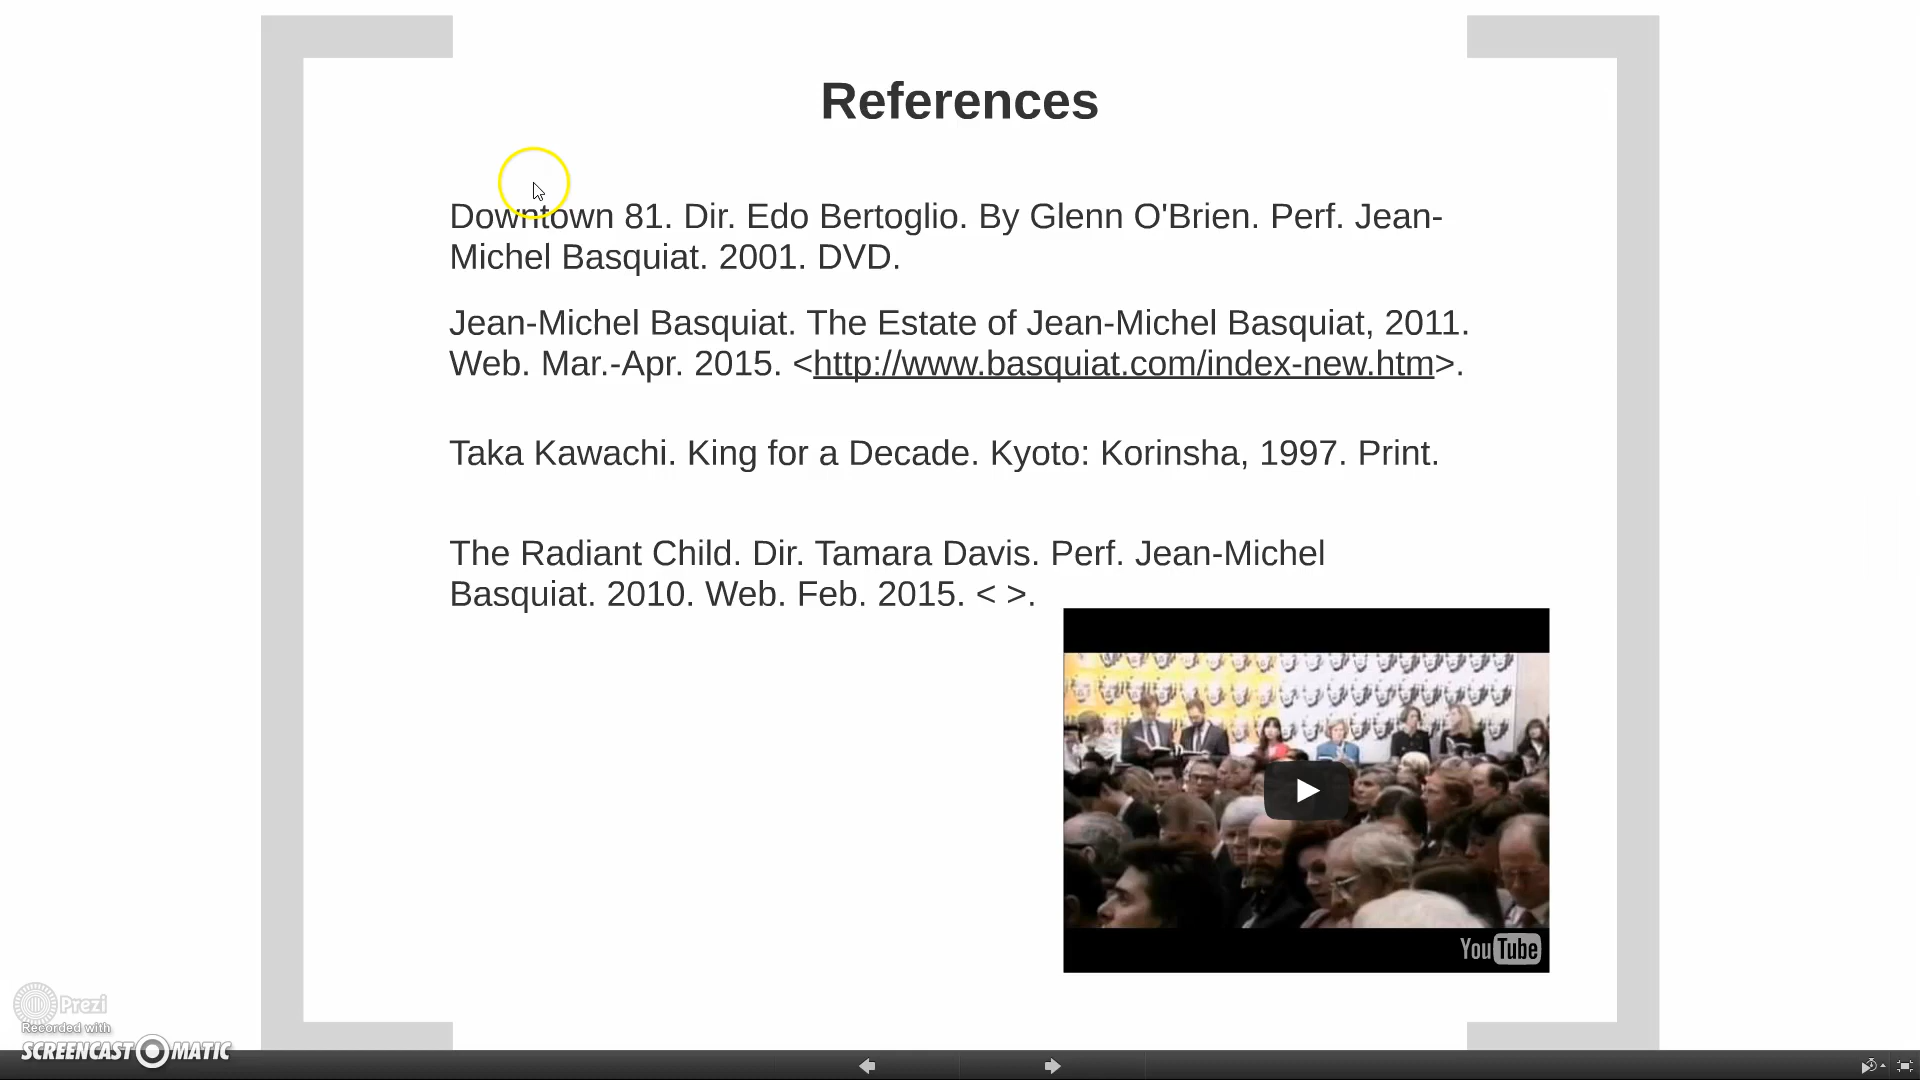 References
Downtown 81. Dir. Edo Bertoglio. By Glenn O'Brien. Perf. Jean-
Michel Basquiat. 2001. DVD.
Jean-Michel Basquiat. The Estate of Jean-Michel Basquiat, 2011.
Web. Mar.-Apr. 2015. <http://www.basquiat.com/index-new.htm>.
Taka Kawachi. King for a Decade. Kyoto: Korinsha, 1997. Print.
The Radiant Child. Dir. Tamara Davis. Perf. Jean-Michel
Basquiat. 2010. Web. Feb. 2015. < >.
YouTube
Prezi
Recorded with
SCREENCAST-O-MATIC